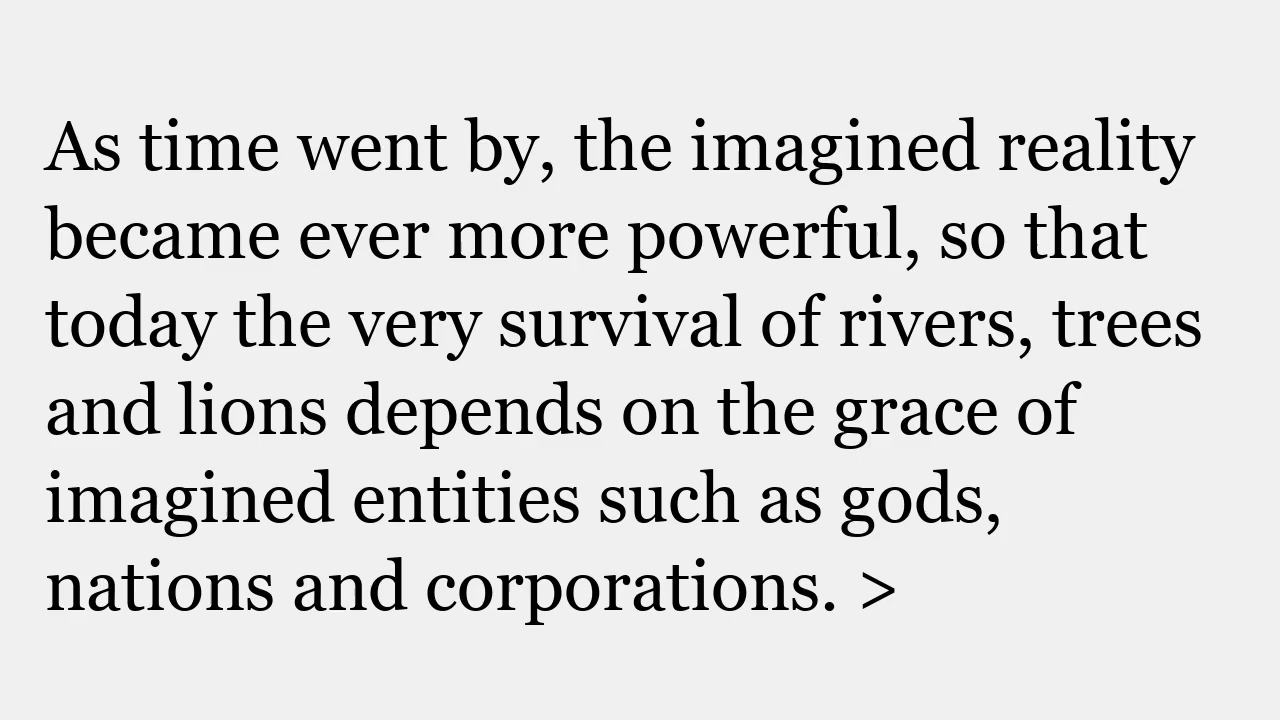 As time went by, the imagined reality
became ever more powerful, so that
today the very survival of rivers, trees
and lions depends on the grace of
imagined entities such as gods,
nations and corporations. >